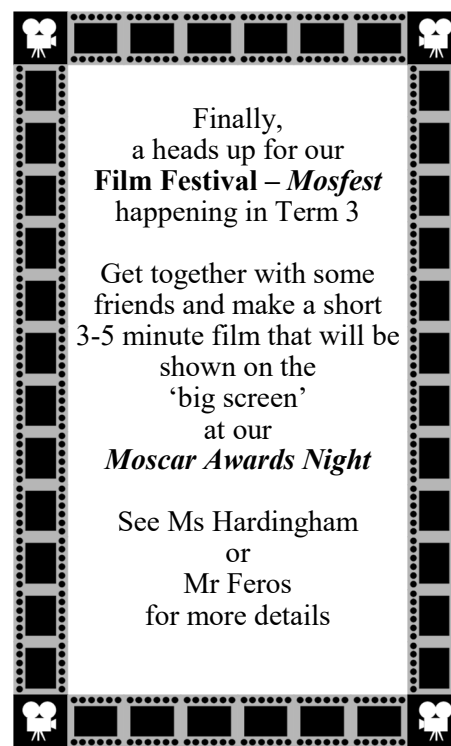 Finally,
a heads up for our
Film Festival – Mosfest
happening in Term 3
Get together with some
friends and make a short
3-5 minute film that will be
shown on the
‘big screen’
at our
Moscar Awards Night
See Ms Hardingham
or
Mr Feros
for more details